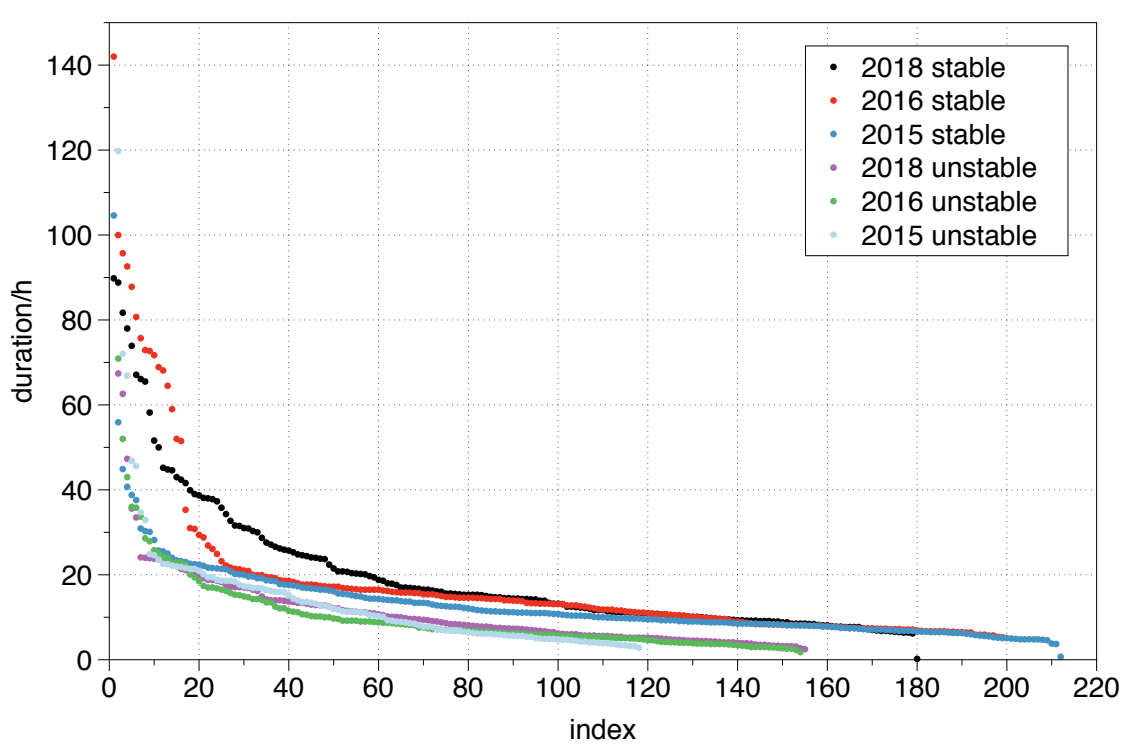 140
120
100
80
60
40
20
0
duration/h
2018 stable
2016 stable
2015 stable
2018 unstable
2016 unstable
2015 unstable
0 20 40 60 80 100 120 140 160 180 200 220
index